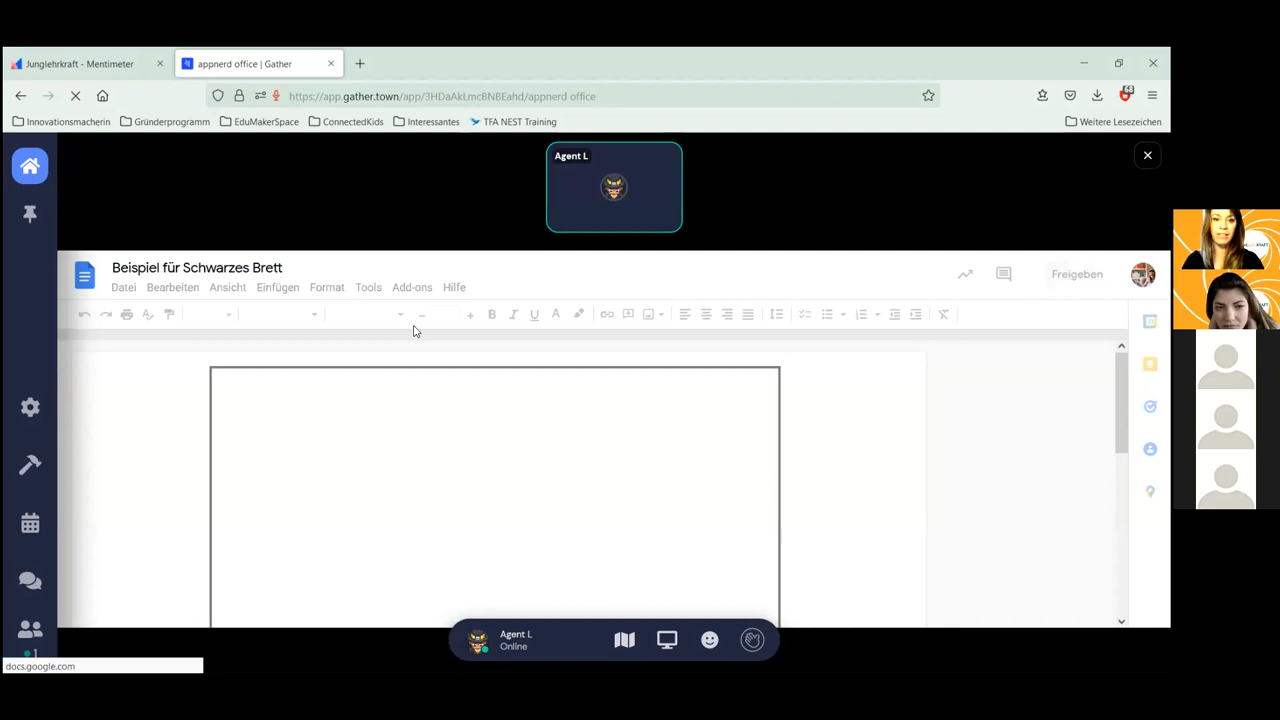 Junglehrkraft - Mentimeter
appnerd office | Gather
https://app.gather.town/app/3HDaAkLmcBNBEahd/appnerd office
68
Innovationsmacherin
Gründerprogramm
EduMakerSpace
ConnectedKids
Interessantes
TFA NEST Training
Weitere Lesezeichen
Agent L
Beispiel für Schwarzes Brett
Freigeben
Datei
Bearbeiten
Ansicht
Einfügen
Format
Tools
Add-ons
Hilfe
Agent L
Online
1
docs.google.com